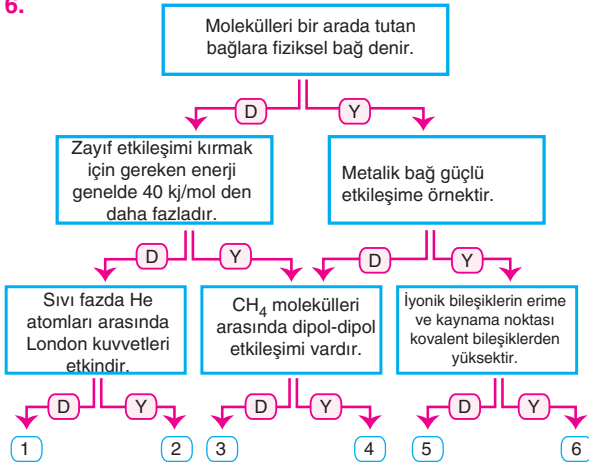 6.
Molekülleri bir arada tutan
bağlara fiziksel bağ denir.
D
Y
Zayıf etkileşimi kırmak
için gereken enerji
genelde 40 kj/mol den
daha fazladır.
Metalik bağ güçlü
etkileşime örnektir.
D
Y
D
Y
Sıvı fazda He
atomları arasında
London kuvvetleri
etkindir.
CH₄ molekülleri
arasında dipol-dipol
etkileşimi vardır.
İyonik bileşiklerin erime
ve kaynama noktası
kovalent bileşiklerden
yüksektir.
D
Y
D
Y
D
Y
1
2
3
4
5
6